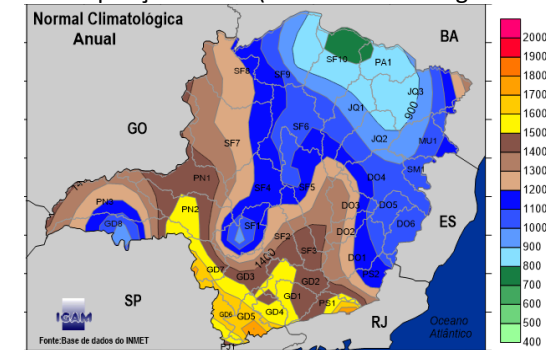 Normal Climatológica
Anual
BA
GO
ES
SP
RJ
Oceano
Atlântico
SF10
PA1
SF8
SF9
JQ3
900
JQ1
SF6
JQ2
MU1
SF7
SM1
PN1
SF4
SF5
DO4
PN3
PN2
DO3
DO5
GD8
SF1
SF2
DO2
DO6
SF3
1400
DO1
GD7
GD3
GD2
PS2
GD1
PS1
GD6
GD5
GD4
PJ1
IGAM
Fonte:Base de dados do INMET
2000
1900
1800
1700
1600
1500
1400
1300
1200
1100
1000
900
800
700
600
500
400